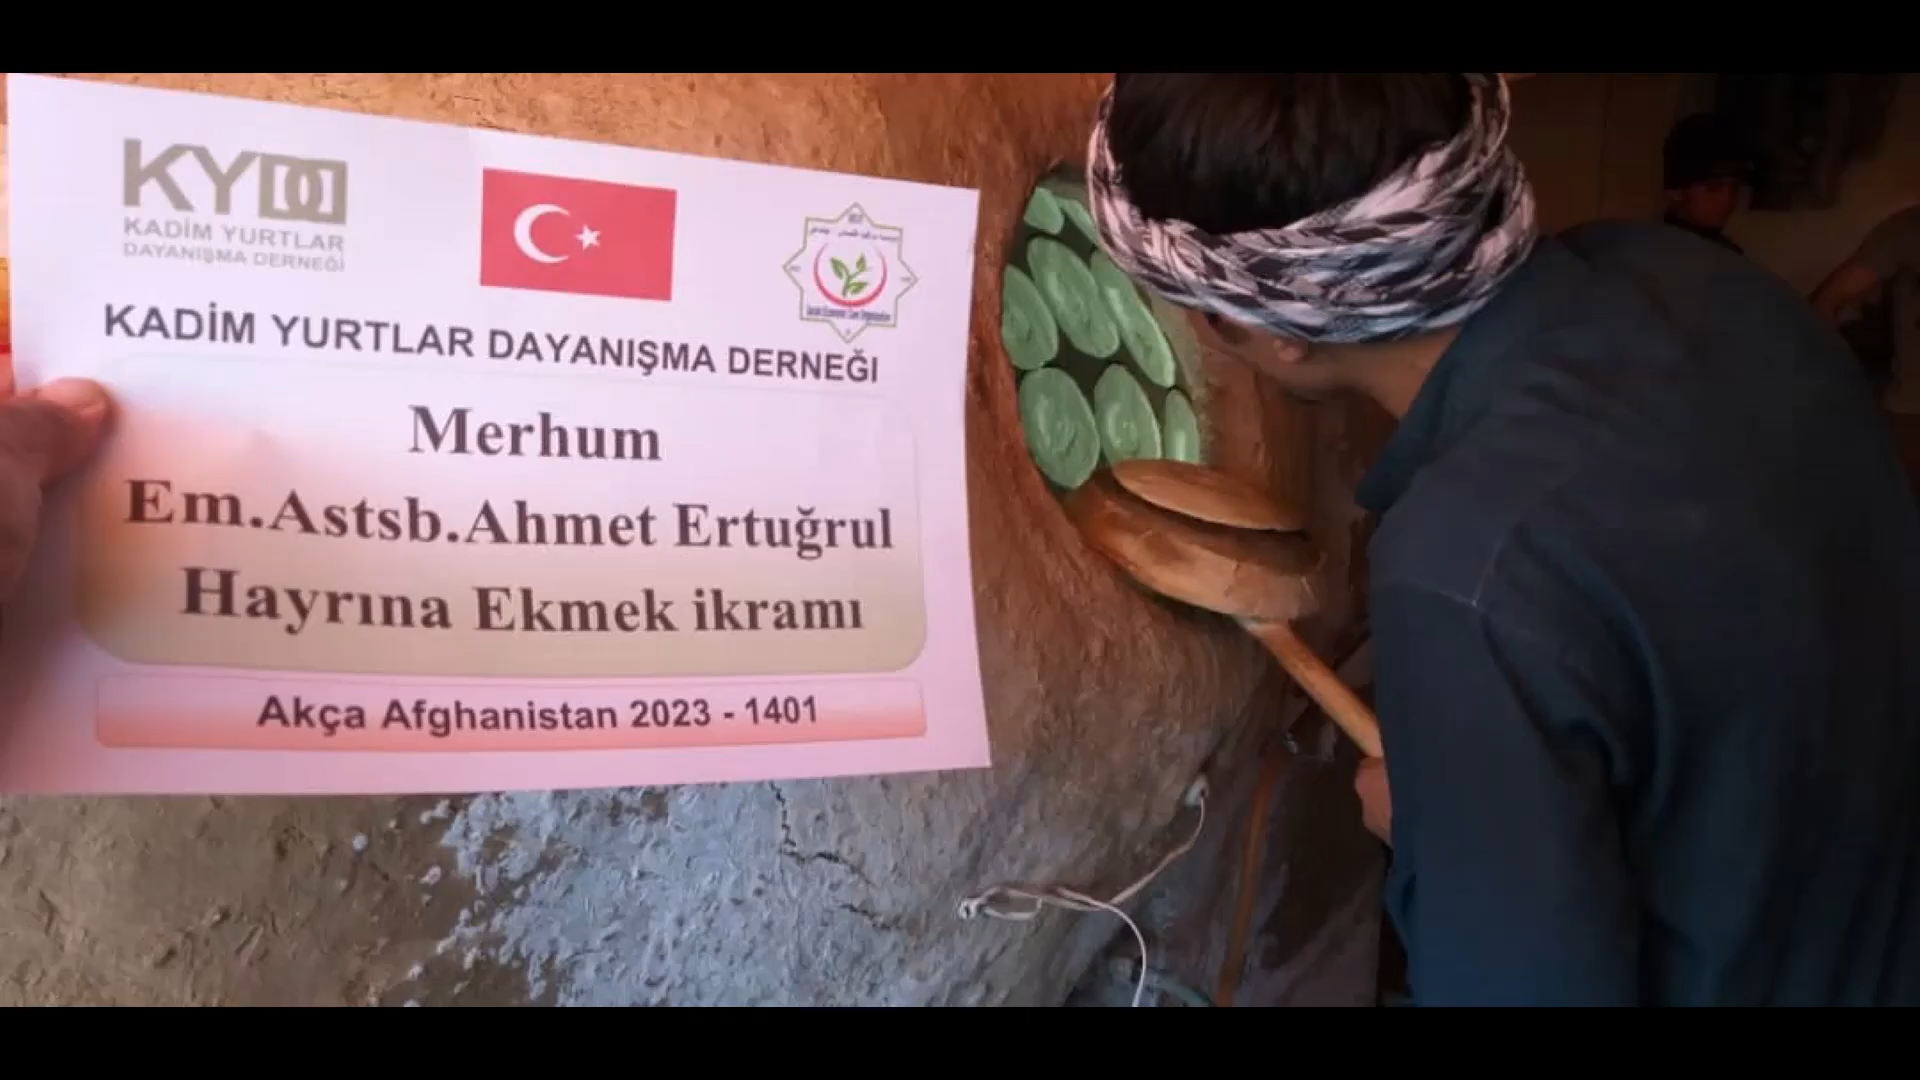 KYDD
KADİM YURTLAR
DAYANIŞMA DERNEĞİ
KADİM YURTLAR DAYANIŞMA DERNEĞİ
Merhum
Em.Astsb.Ahmet Ertuğrul
Hayrına Ekmek ikramı
Akça Afghanistan 2023 - 1401